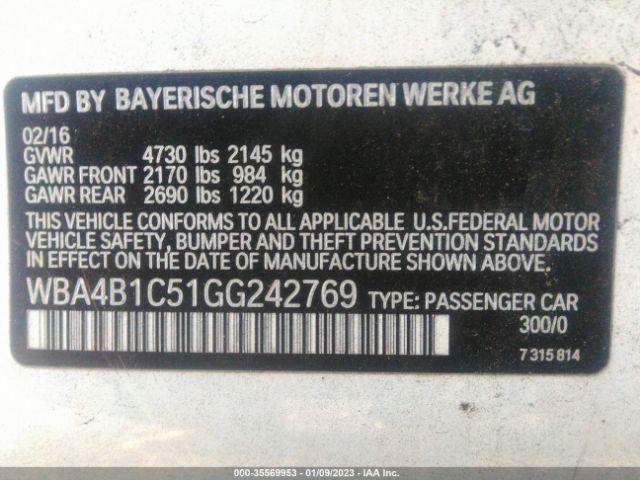 MFD BY BAYERISCHE MOTOREN WERKE AG
02/16
GVWR 4730 lbs 2145 kg
GAWR FRONT 2170 lbs 984 kg
GAWR REAR 2690 lbs 1220 kg
THIS VEHICLE CONFORMS TO ALL APPLICABLE U.S.FEDERAL MOTOR
VEHICLE SAFETY, BUMPER AND THEFT PREVENTION STANDARDS
IN EFFECT ON THE DATE OF MANUFACTURE SHOWN ABOVE.
WBA4B1C51GG242769 TYPE: PASSENGER CAR
300/0
7 315 814
000-35569953 - 01/09/2023 - IAA Inc.